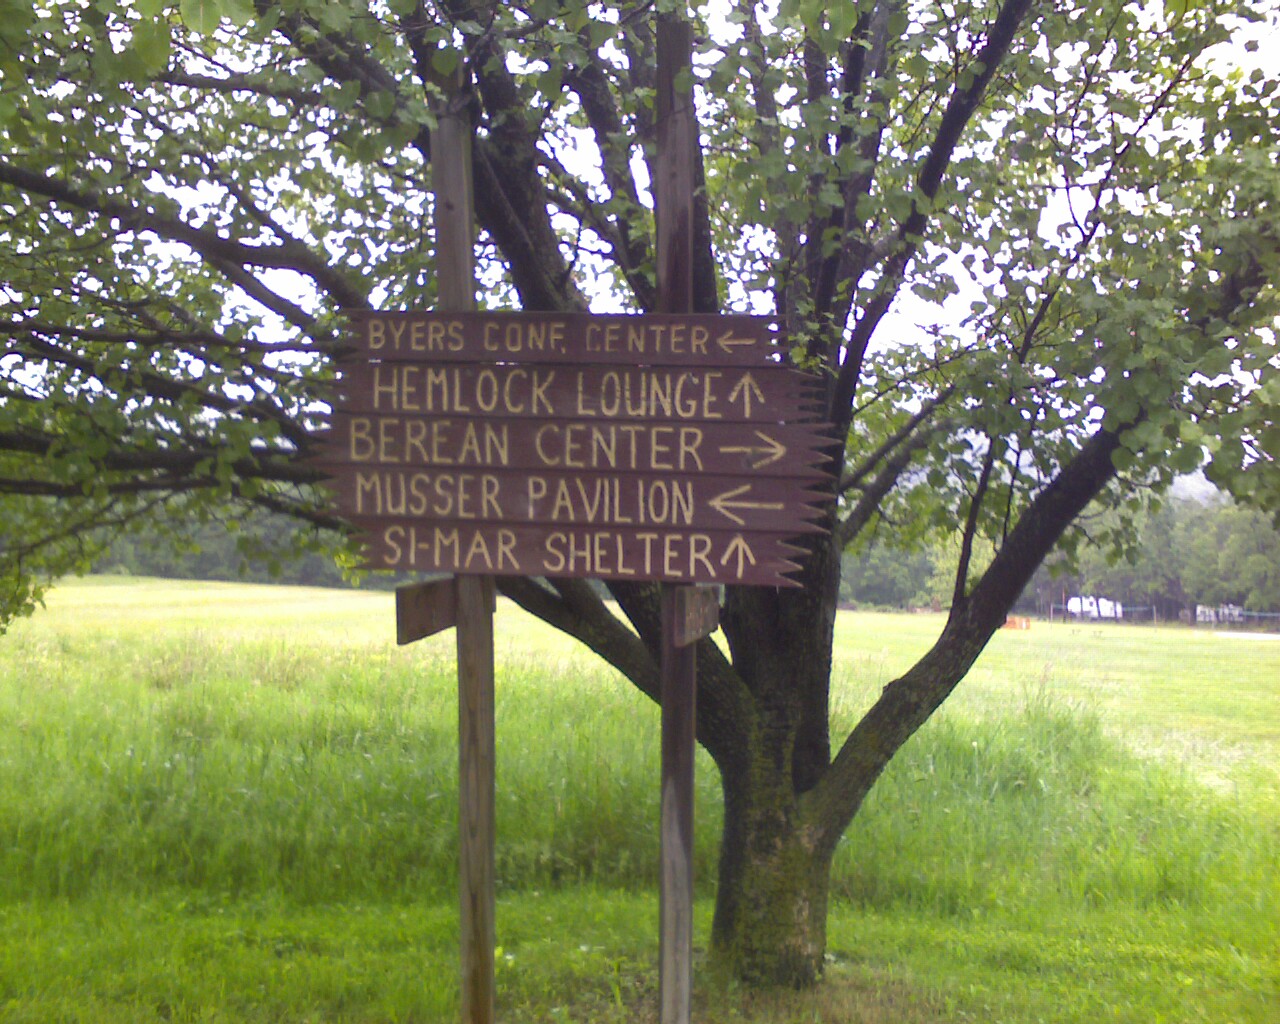 BYERS CONF. CENTER ←
HEMLOCK LOUNGE ↑
BEREAN CENTER →
MUSSER PAVILION ←
SI-MAR SHELTER ↑